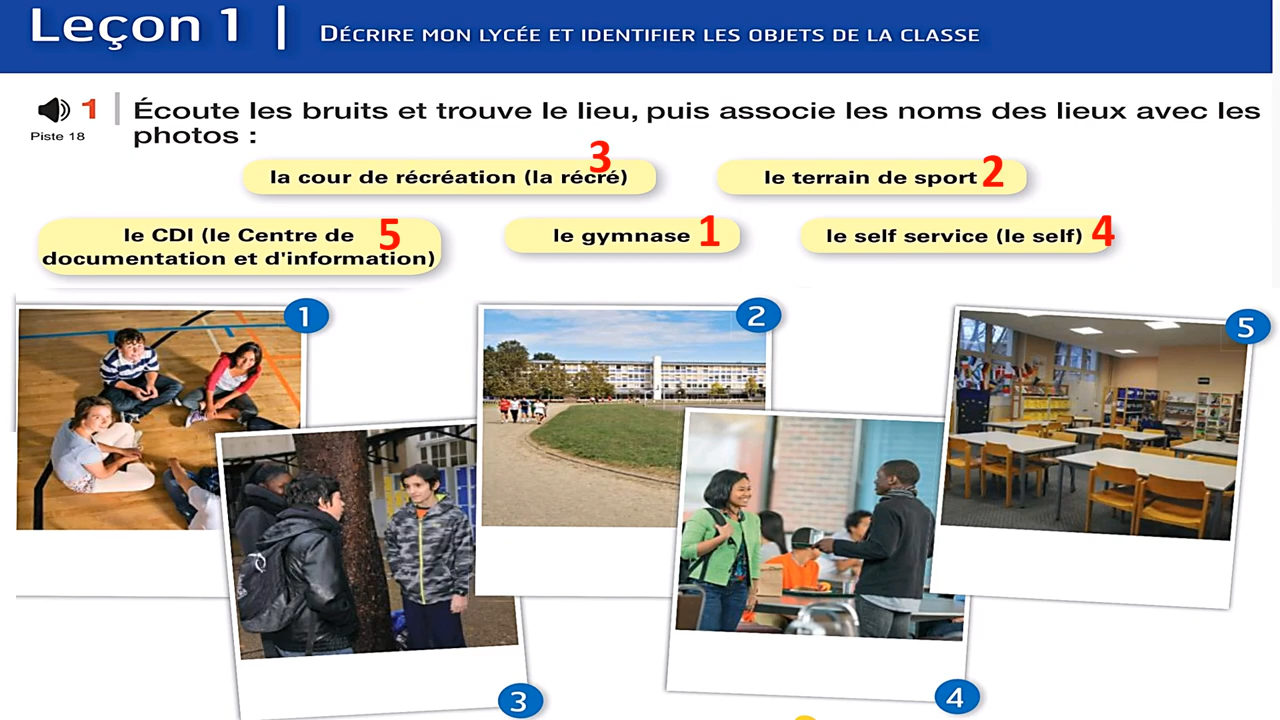 Leçon 1 | DÉCRIRE MON LYCÉE ET IDENTIFIER LES OBJETS DE LA CLASSE
1 | Écoute les bruits et trouve le lieu, puis associe les noms des lieux avec les
Piste 18
photos :
la cour de récréation (la récré) 3
le terrain de sport 2
le CDI (le Centre de
documentation et d'information) 5
le gymnase 1
le self service (le self) 4
1
2
5
3
4